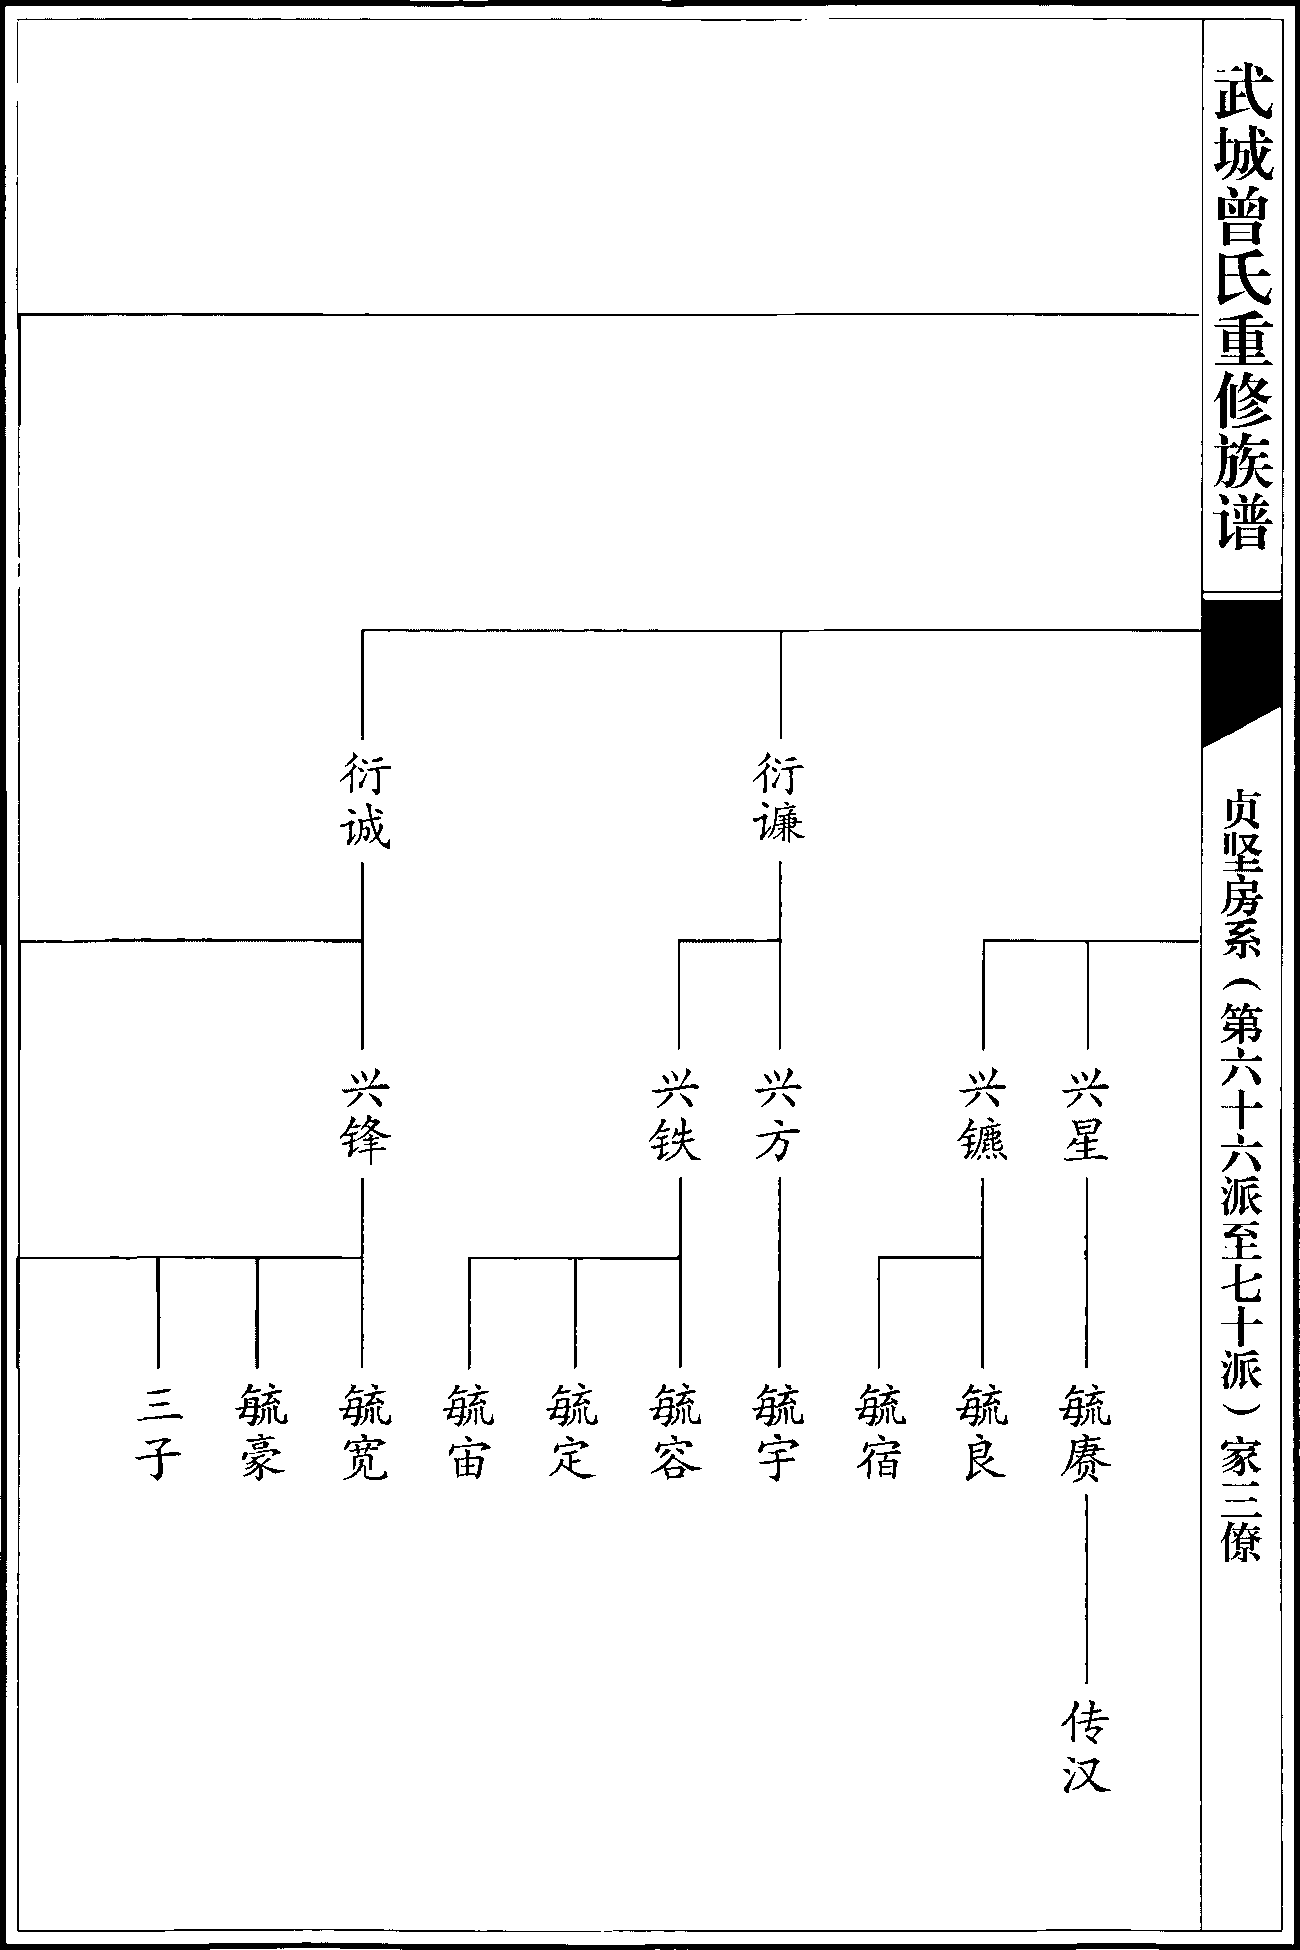 武城曾氏重修族谱
贞坚房系（第六十六派至七十派）家三僚
衍谦
衍诚
兴星
兴镳
兴方
兴铁
兴锋
毓赓
毓良
毓宿
毓宇
毓容
毓定
毓宙
毓宽
毓豪
三子
传汉